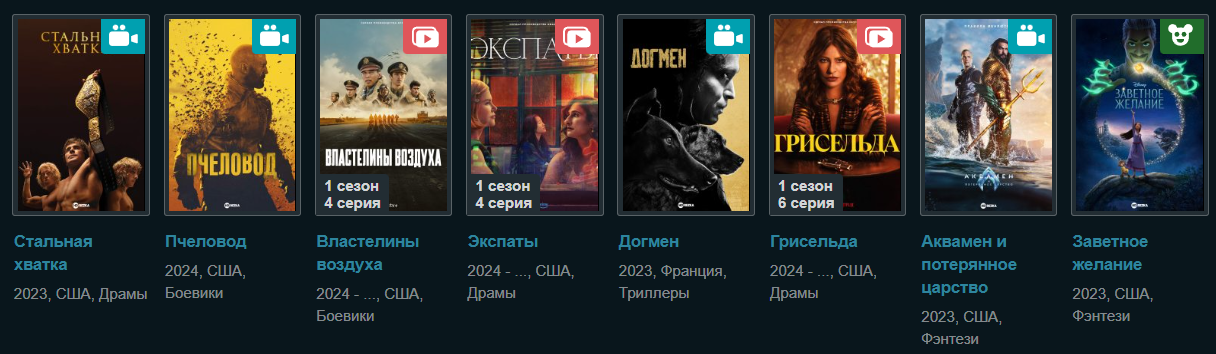 СТАЛЬНАЯ
ХВАТКА
ПЧЕЛОВОД
ВЛАСТЕЛИНЫ ВОЗДУХА
1 сезон
4 серия
ЭКСПАТЫ
1 сезон
4 серия
ДОГМЕН
ГРИСЕЛЬДА
1 сезон
6 серия
АКВАМЕН
Disney
ЗАВЕТНОЕ
ЖЕЛАНИЕ
Стальная
хватка
2023, США, Драмы
Пчеловод
2024, США,
Боевики
Властелины
воздуха
2024 - ..., США,
Боевики
Экспаты
2024 - ..., США,
Драмы
Догмен
2023, Франция,
Триллеры
Грисельда
2024 - ..., США,
Драмы
Аквамен и
потерянное
царство
2023, США,
Фэнтези
Заветное
желание
2023, США,
Фэнтези